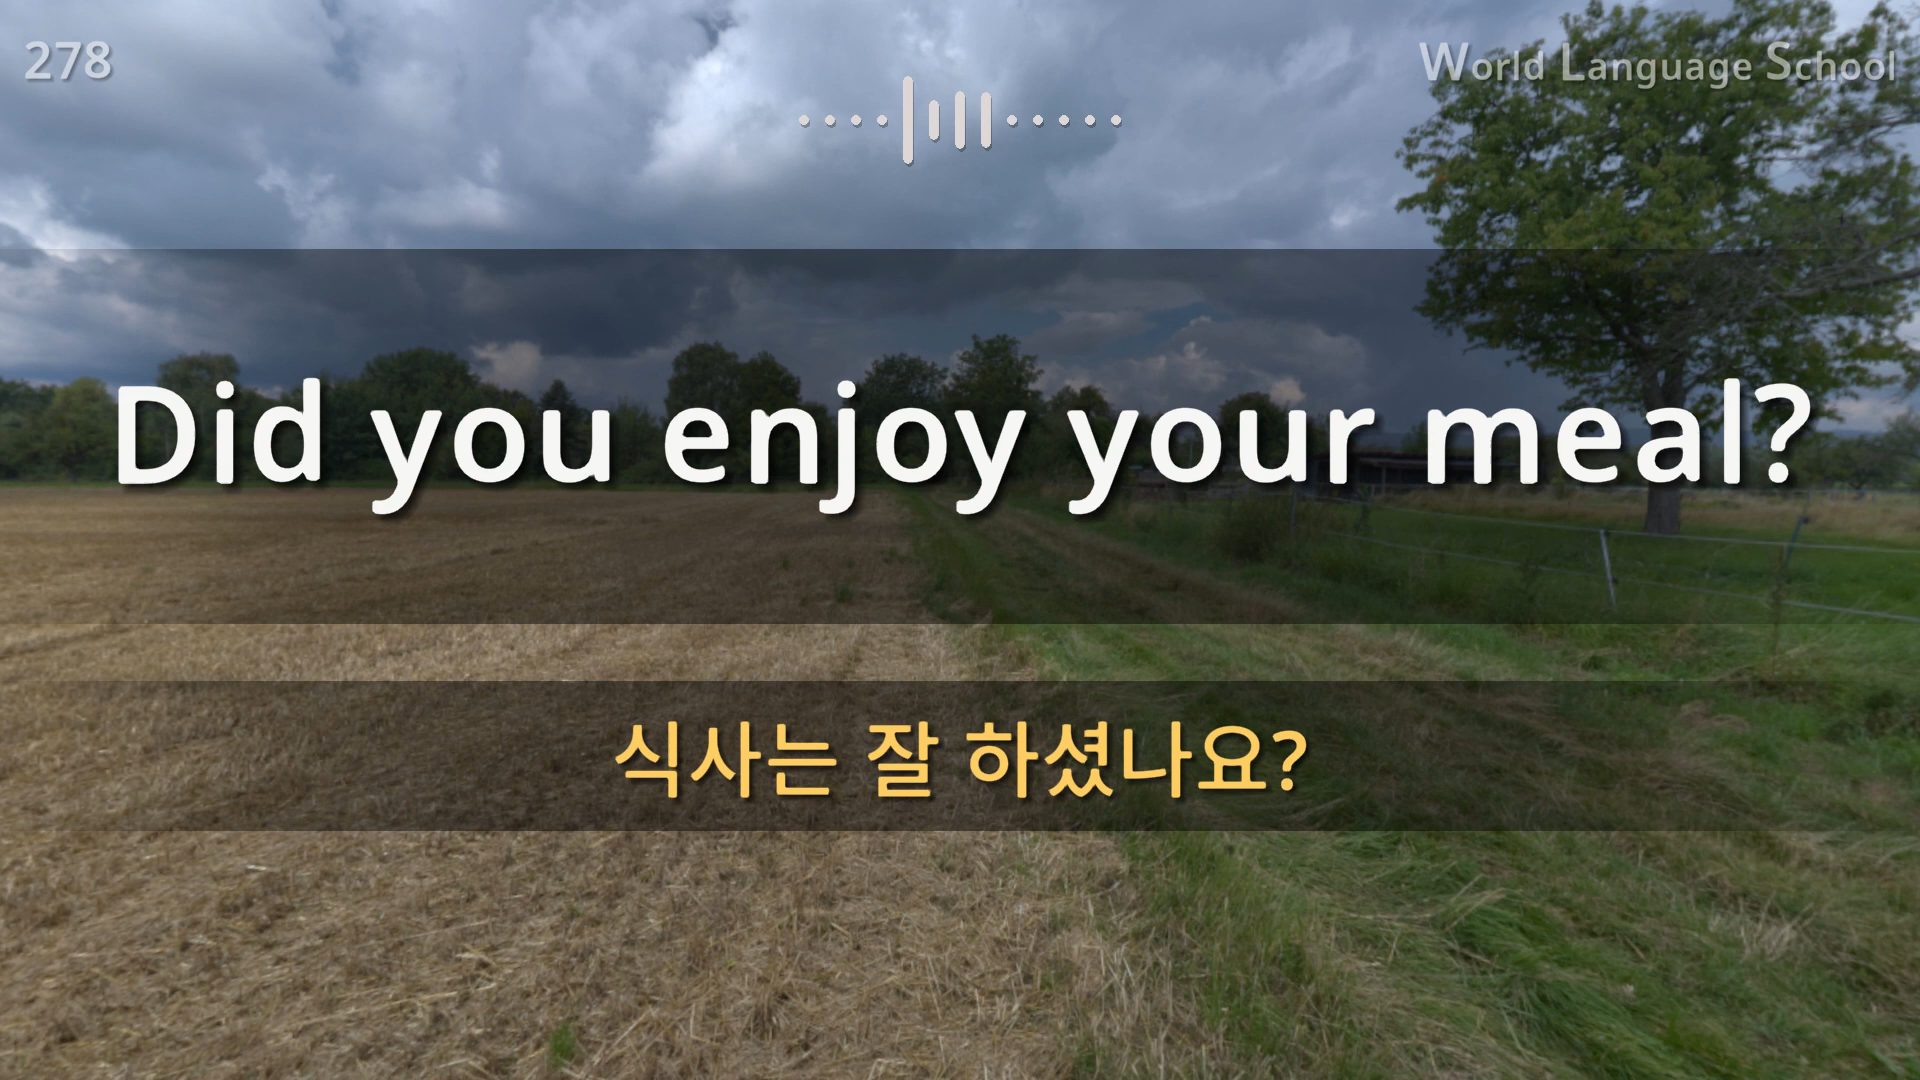 278
World Language School
Did you enjoy your meal?
식사는 잘 하셨나요?